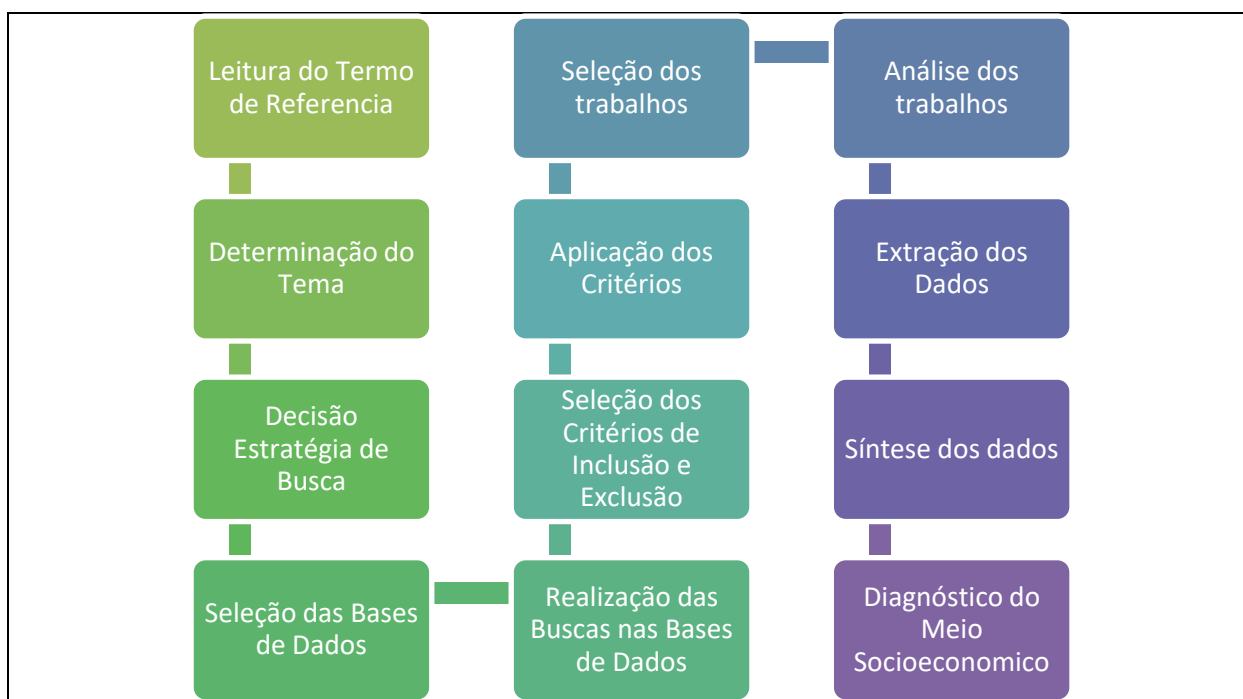 Leitura do Termo
de Referencia
Determinação do
Tema
Decisão
Estratégia de
Busca
Seleção das Bases
de Dados
Realização das
Buscas nas Bases
de Dados
Seleção dos
Critérios de
Inclusão e
Exclusão
Aplicação dos
Critérios
Seleção dos
trabalhos
Análise dos
trabalhos
Extração dos
Dados
Síntese dos dados
Diagnóstico do
Meio
Socioeconomico